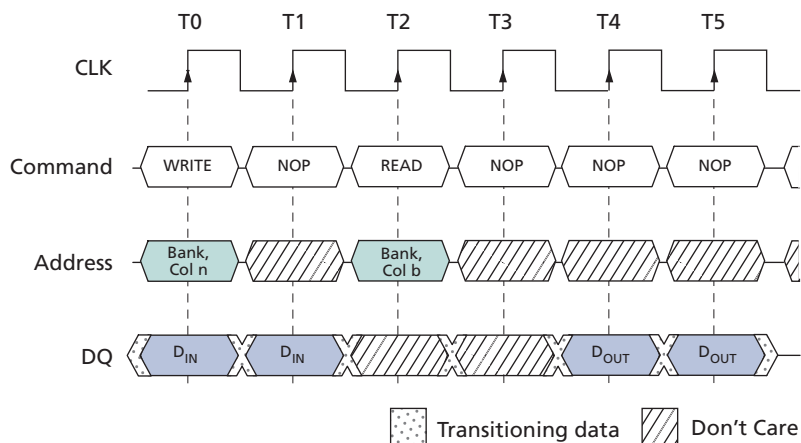 T0 T1 T2 T3 T4 T5
CLK
Command WRITE NOP READ NOP NOP NOP
Address Bank, Col n Bank, Col b
DQ DIN DIN DOUT DOUT
Transitioning data Don't Care